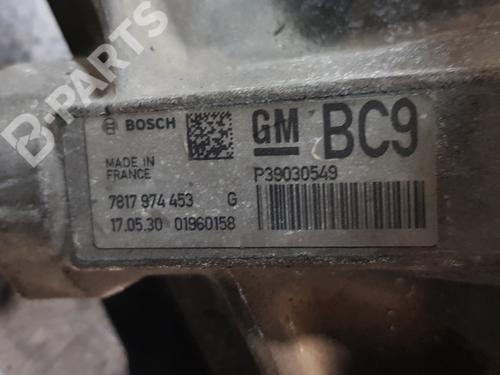 B-PARTS
BOSCH
GM BC9
MADE IN
FRANCE
P39030549
7817 974 453 G
17.05.30 01960158